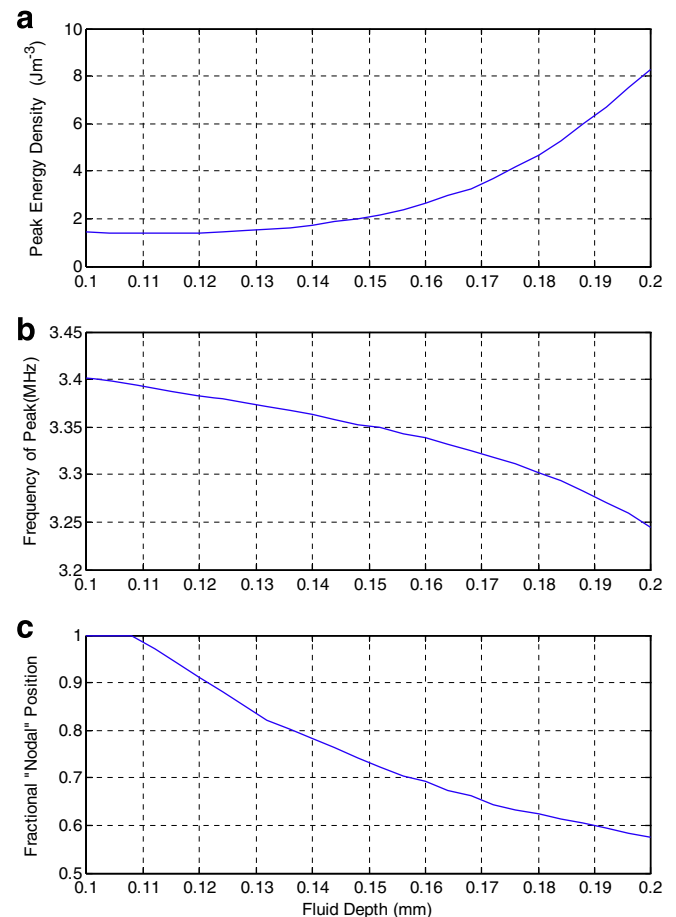 a
Peak Energy Density (Jm-3)
10
8
6
4
2
0
0.1 0.11 0.12 0.13 0.14 0.15 0.16 0.17 0.18 0.19 0.2
b
Frequency of Peak(MHz)
3.45
3.4
3.35
3.3
3.25
3.2
0.1 0.11 0.12 0.13 0.14 0.15 0.16 0.17 0.18 0.19 0.2
c
Fractional "Nodal" Position
1
0.9
0.8
0.7
0.6
0.5
0.1 0.11 0.12 0.13 0.14 0.15 0.16 0.17 0.18 0.19 0.2
Fluid Depth (mm)